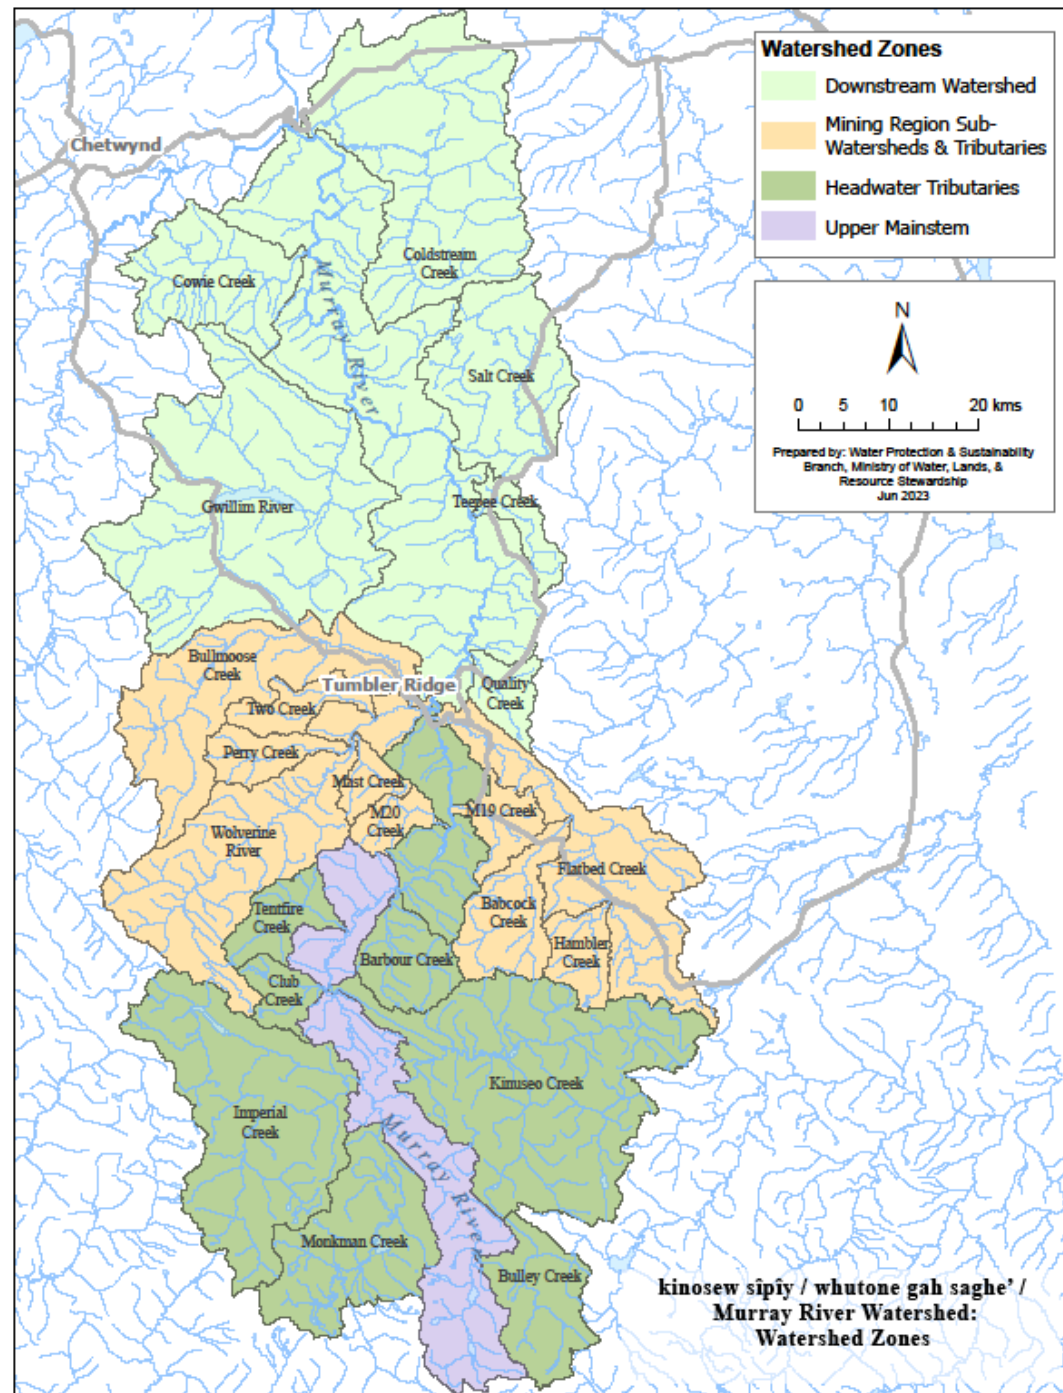 Watershed Zones
Downstream Watershed
Mining Region Sub-
Watersheds & Tributaries
Headwater Tributaries
Upper Mainstem
N
0 5 10 20 kms
Prepared by: Water Protection & Sustainability
Branch, Ministry of Water, Lands, &
Resource Stewardship
Jun 2023
Chetwynd
Coldstream
Creek
Cowie Creek
Murray River
Salt Creek
Teepee Creek
Gwillim River
Bullmoose
Creek
Tumbler Ridge
Quality
Creek
Two Creek
Perry Creek
Mast Creek
M20
Creek
M19 Creek
Wolverine
River
Flatbed Creek
Babcock
Creek
Tentfire
Creek
Hambler
Creek
Barbour Creek
Club
Creek
Kinuseo Creek
Imperial
Creek
Murray River
Monkman Creek
Bulley Creek
kinosew sîpîy / whutone gah saghe’ /
Murray River Watershed:
Watershed Zones